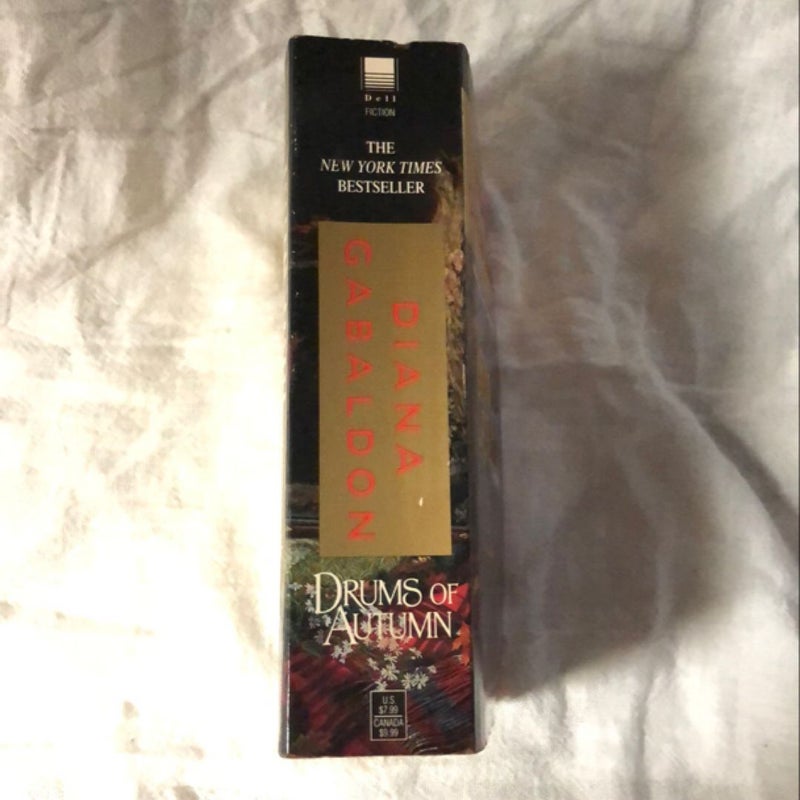 Dell
FICTION
THE
NEW YORK TIMES
BESTSELLER
DIANA
GABALDON
DRUMS OF
AUTUMN
U.S.
$7.99
CANADA
$9.99